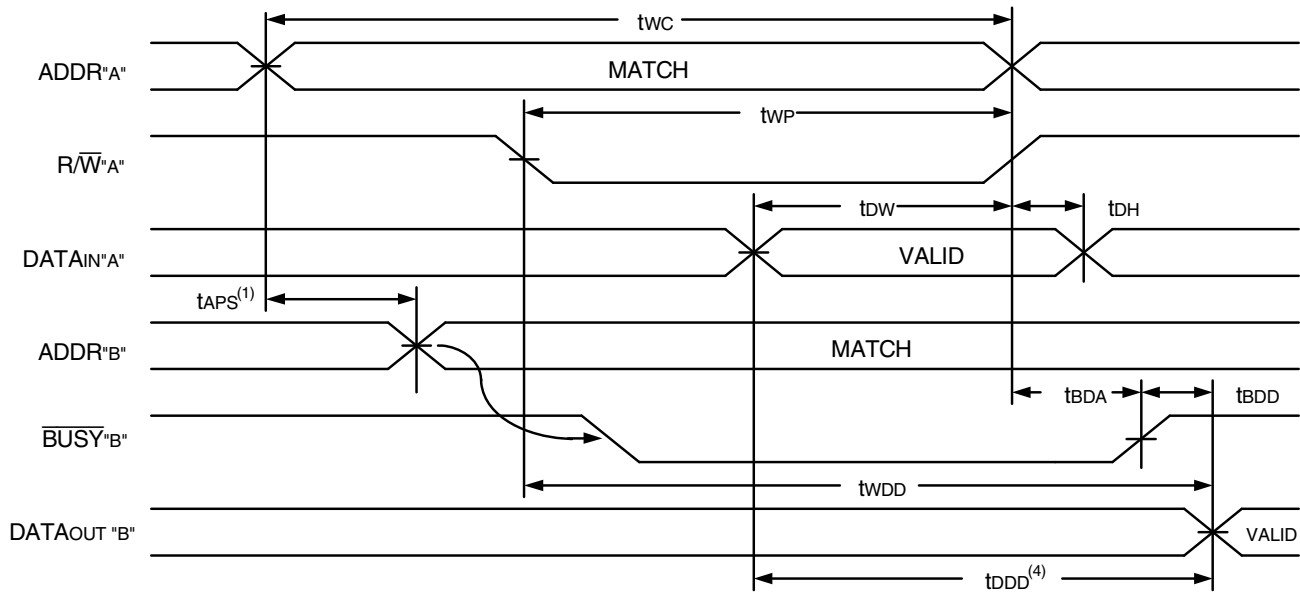 tWC
ADDR"A"
MATCH
tWP
R/W̅"A"
tDW
tDH
DATAIN"A"
VALID
tAPS(1)
ADDR"B"
MATCH
tBDA
tBDD
B̅U̅S̅Y̅"B"
tWDD
DATAOUT "B"
VALID
tDDD(4)